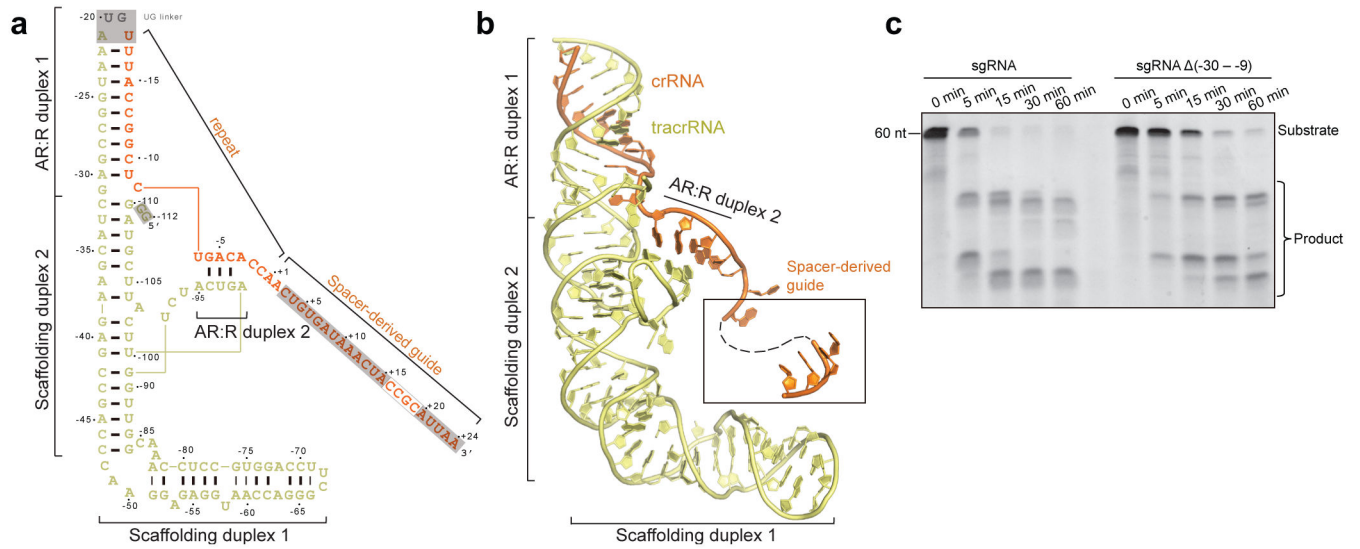 a
-20 UG UG linker
A U
A U
A U
U A -15
-25 G C
G C
C G
C G
G C -10
A U
-30 G C
C G -110
U A GG -112
C U 5′
G
-35 A C
C U -5
G U -105 UGACA
A A CCAA +1
U ACUGA
C -95
U
AR:R duplex 2
CUGUGAUAAACUACCGCAUUAA
+5
+10
+15
+20
+24
3′
-40 A U
G U -100
C G
C G -90
G U
A U
-45 C G
C CA -85
C A
A AC–CUCC–GUGGACCU U
A GG GAGG AACCAGGG C
-50 A U
-80 -75 -70
-55 -60 -65
AR:R duplex 1
Scaffolding duplex 2
Scaffolding duplex 1
repeat
Spacer-derived guide
b
AR:R duplex 1
Scaffolding duplex 2
crRNA
tracrRNA
AR:R duplex 2
Spacer-derived
guide
Scaffolding duplex 1
c
sgRNA
sgRNA Δ(-30 – -9)
0 min 5 min 15 min 30 min 60 min
0 min 5 min 15 min 30 min 60 min
60 nt
Substrate
Product